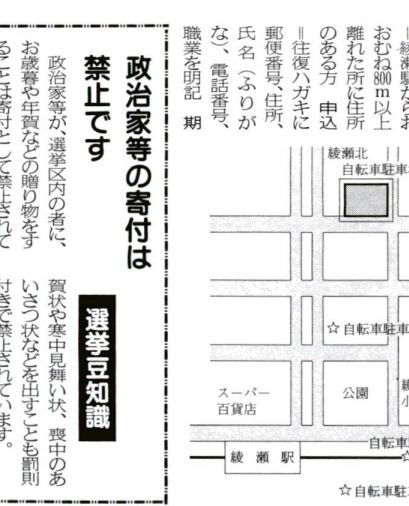 ＝綾瀬駅からお
おむね800m以上
離れた所に住所
のある方　申込
＝往復ハガキに
郵便番号、住所、
氏名（ふりが
な）、電話番号、
職業を明記　期
綾瀬北
自転車駐車
☆自転車駐車
スーパー
百貨店
公園
綾
小
綾瀬駅
自転車
☆
☆自転車駐
政治家等の寄付は
禁止です
政治家等が、選挙区内の者に、
お歳暮や年賀などの贈り物をす
ることは寄付として禁止されて
選挙豆知識
賀状や寒中見舞い状、喪中のあ
いさつ状などを出すことも罰則
付きで禁止されています。